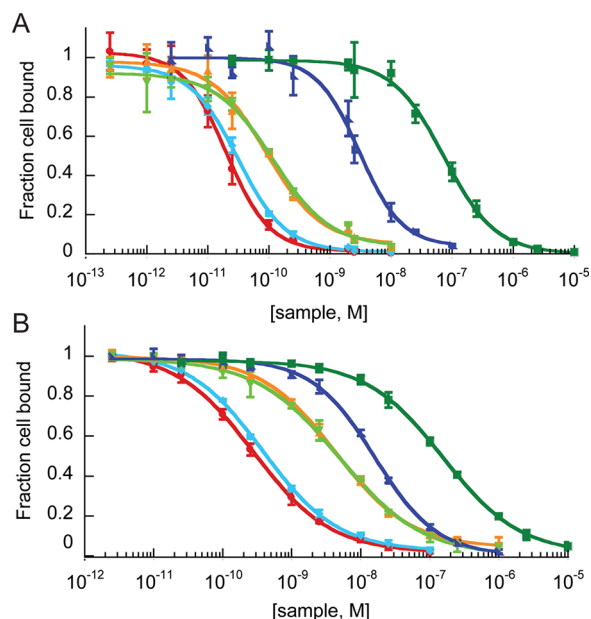 A
Fraction cell bound
1
0.8
0.6
0.4
0.2
0
10⁻¹³ 10⁻¹² 10⁻¹¹ 10⁻¹⁰ 10⁻⁹ 10⁻⁸ 10⁻⁷ 10⁻⁶ 10⁻⁵
[sample, M]
B
Fraction cell bound
1
0.8
0.6
0.4
0.2
0
10⁻¹² 10⁻¹¹ 10⁻¹⁰ 10⁻⁹ 10⁻⁸ 10⁻⁷ 10⁻⁶ 10⁻⁵
[sample, M]